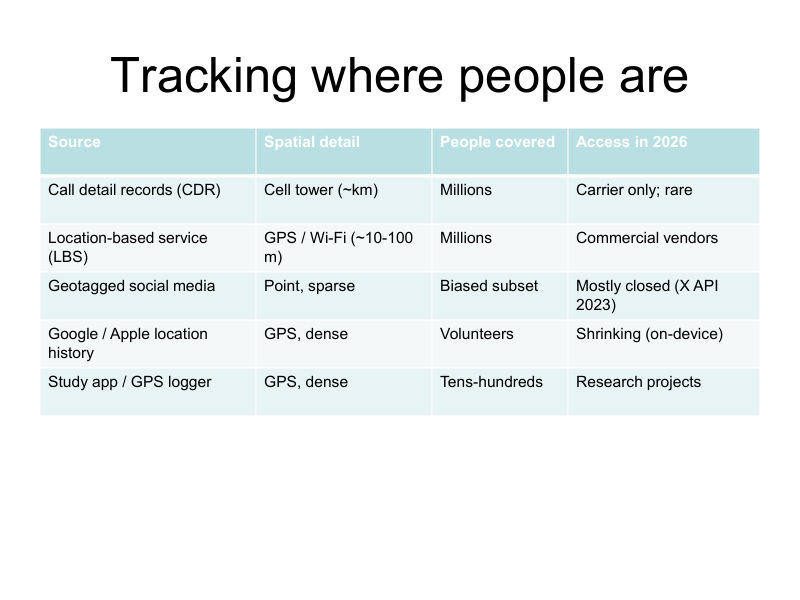 Tracking where people are
Source Spatial detail People covered Access in 2026
Call detail records (CDR) Cell tower (~km) Millions Carrier only; rare
Location-based service (LBS) GPS / Wi-Fi (~10-100 m) Millions Commercial vendors
Geotagged social media Point, sparse Biased subset Mostly closed (X API 2023)
Google / Apple location history GPS, dense Volunteers Shrinking (on-device)
Study app / GPS logger GPS, dense Tens-hundreds Research projects